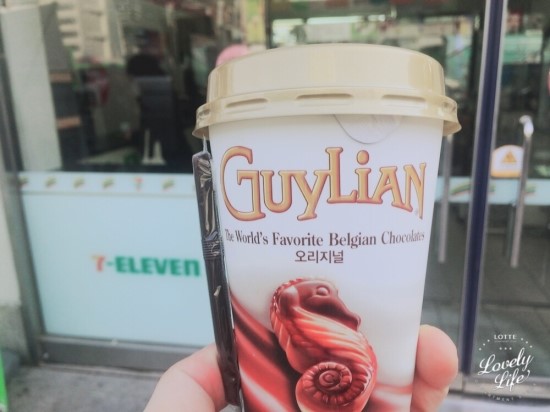 GUYLIAN
The World's Favorite Belgian Chocolates
오리지널
7-ELEVEN
LOTTE
Lovely
Life